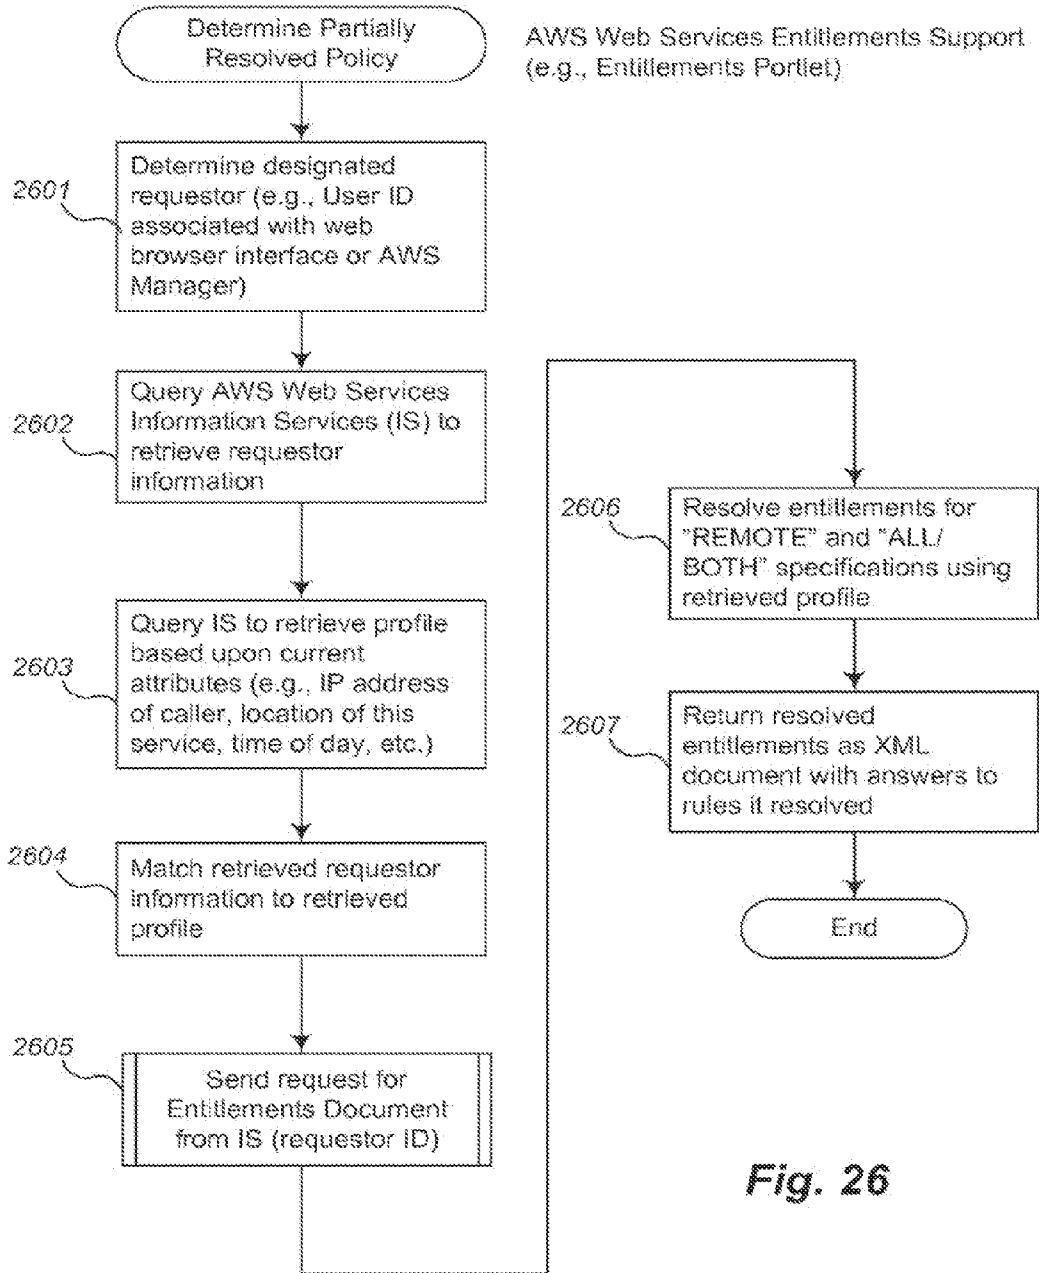 Determine Partially
Resolved Policy
AWS Web Services Entitlements Support
(e.g., Entitlements Portlet)
2601
Determine designated
requestor (e.g., User ID
associated with web
browser interface or AWS
Manager)
2602
Query AWS Web Services
Information Services (IS) to
retrieve requestor
information
2603
Query IS to retrieve profile
based upon current
attributes (e.g., IP address
of caller, location of this
service, time of day, etc.)
2604
Match retrieved requestor
information to retrieved
profile
2605
Send request for
Entitlements Document
from IS (requestor ID)
2606
Resolve entitlements for
"REMOTE" and "ALL/
BOTH" specifications using
retrieved profile
2607
Return resolved
entitlements as XML
document with answers to
rules it resolved
End
Fig. 26